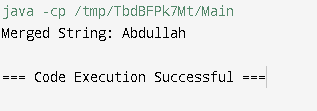 java -cp /tmp/TbdBFPk7Mt/Main
Merged String: Abdullah
=== Code Execution Successful ===